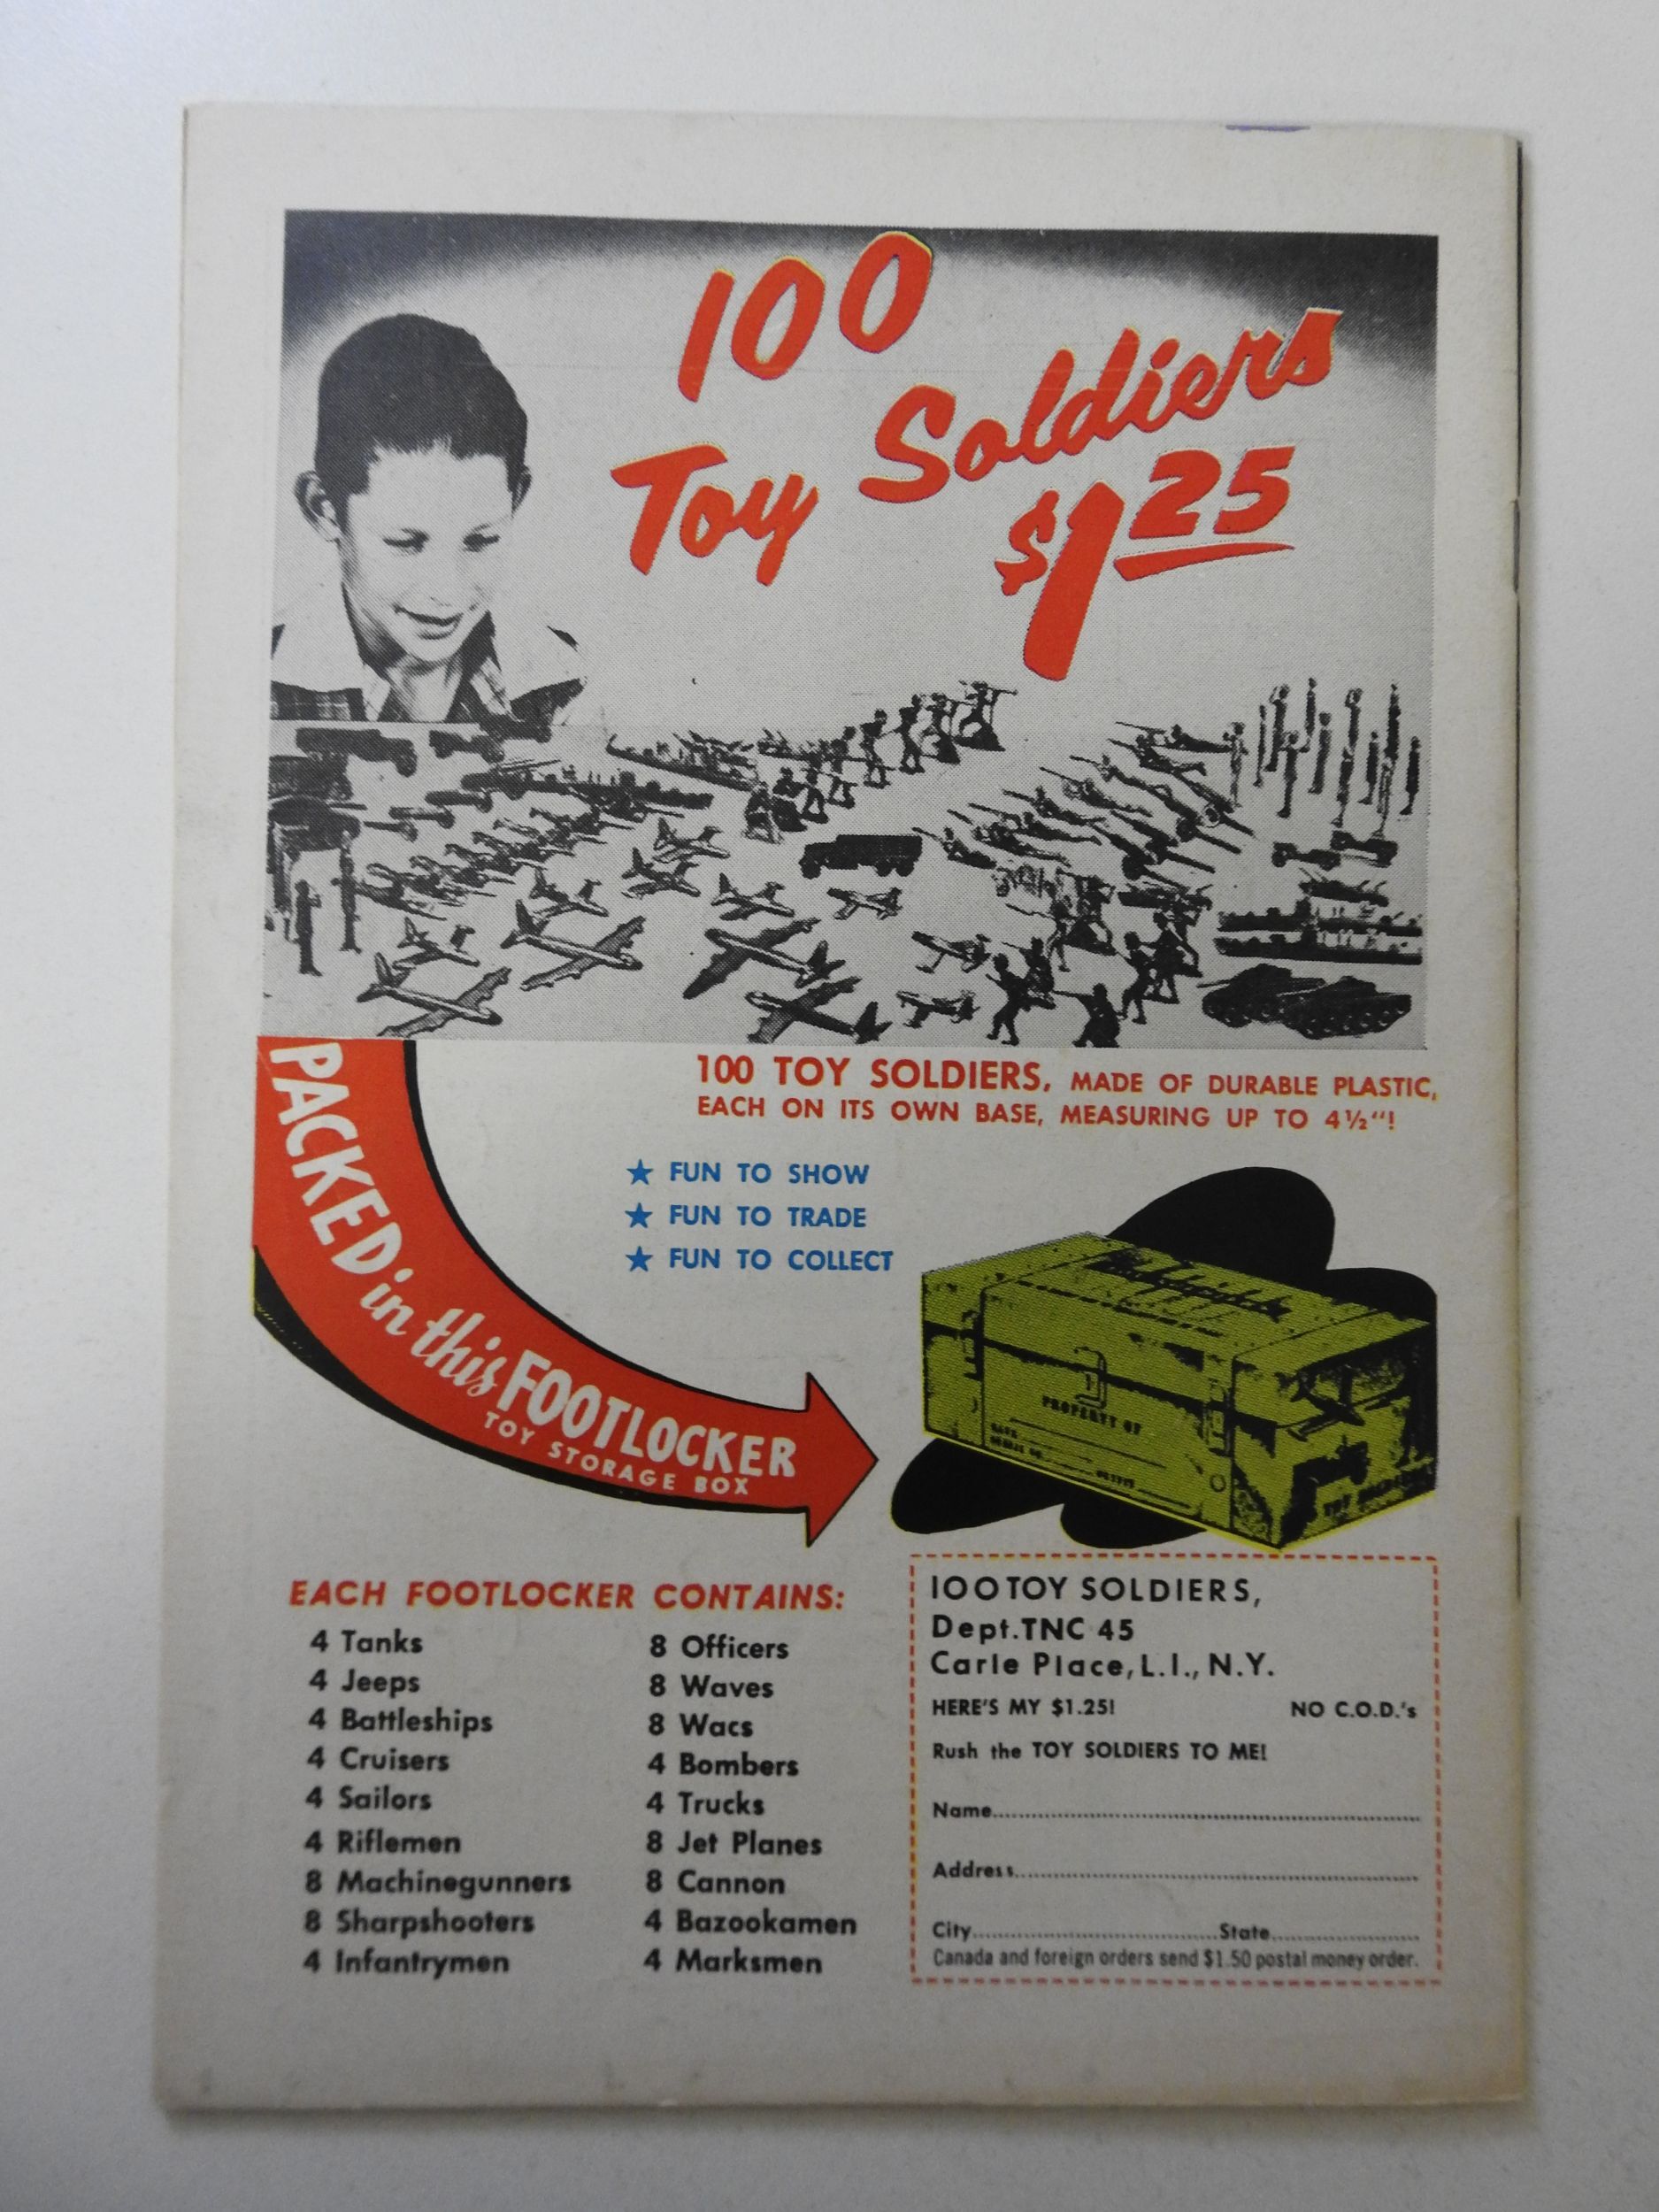 100
Toy Soldiers
$1 25
100 TOY SOLDIERS, MADE OF DURABLE PLASTIC,
EACH ON ITS OWN BASE, MEASURING UP TO 4½"!
★ FUN TO SHOW
★ FUN TO TRADE
★ FUN TO COLLECT
PACKED in this FOOTLOCKER
TOY STORAGE BOX
PROPERTY OF
EACH FOOTLOCKER CONTAINS:
4 Tanks
4 Jeeps
4 Battleships
4 Cruisers
4 Sailors
4 Riflemen
8 Machinegunners
8 Sharpshooters
4 Infantrymen
8 Officers
8 Waves
8 Wacs
4 Bombers
4 Trucks
8 Jet Planes
8 Cannon
4 Bazookamen
4 Marksmen
100 TOY SOLDIERS,
Dept. TNC 45
Carle Place, L.I., N.Y.
HERE'S MY $1.25! NO C.O.D.'s
Rush the TOY SOLDIERS TO ME!
Name
Address
City State
Canada and foreign orders send $1.50 postal money order.